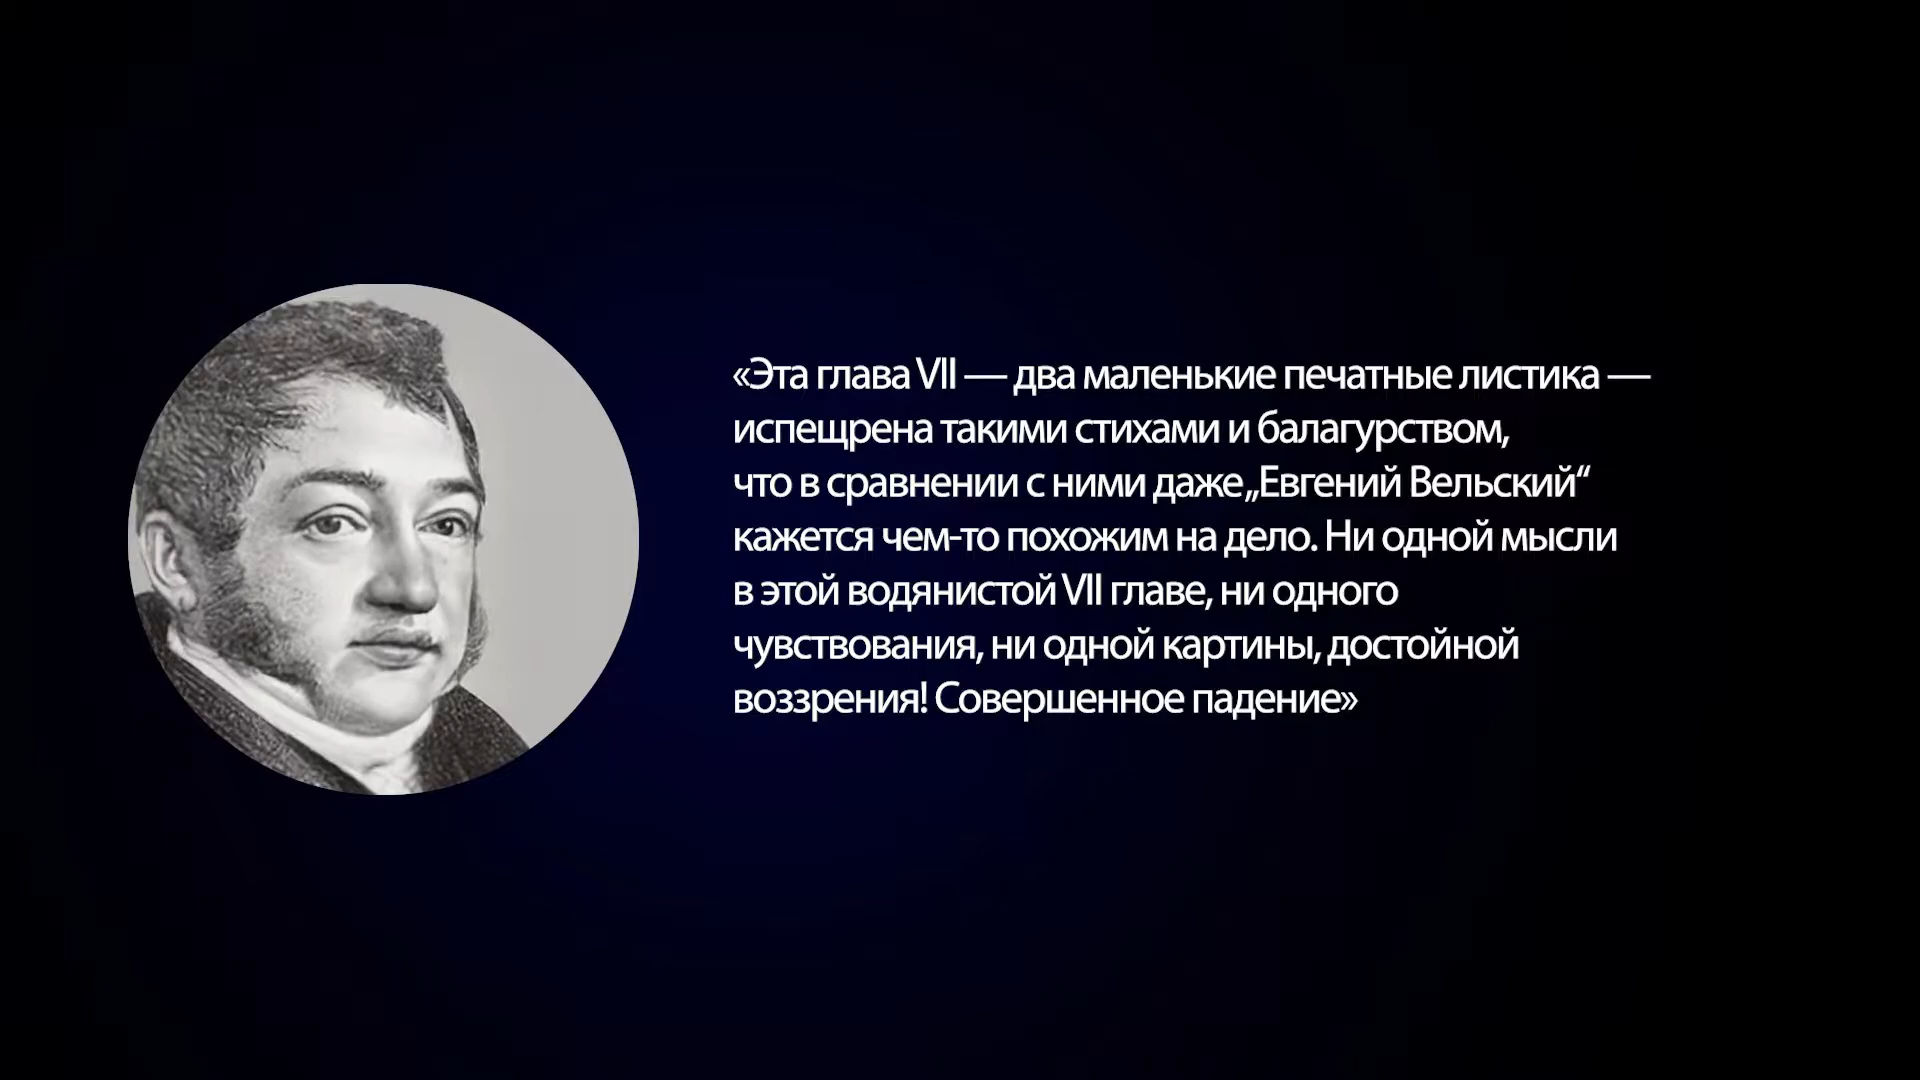 «Эта глава VII — два маленькие печатные листика —
испещрена такими стихами и балагурством,
что в сравнении с ними даже „Евгений Вельский“
кажется чем-то похожим на дело. Ни одной мысли
в этой водянистой VII главе, ни одного
чувствования, ни одной картины, достойной
воззрения! Совершенное падение»